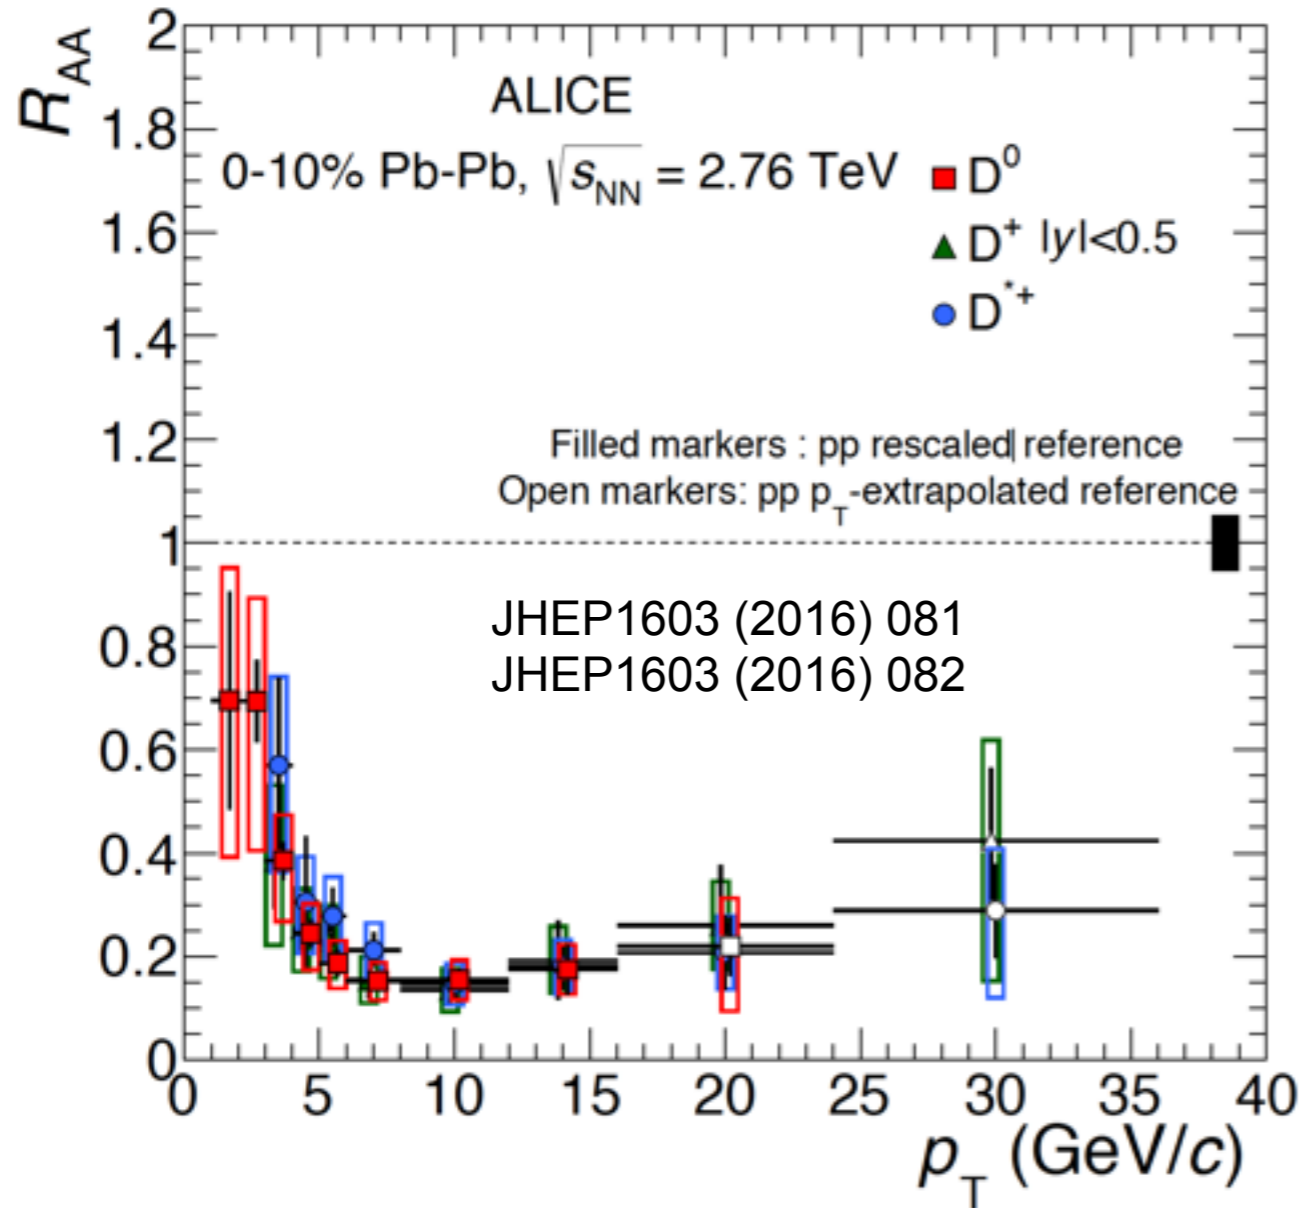 R_AA
2
1.8
1.6
1.4
1.2
1
0.8
0.6
0.4
0.2
0
ALICE
0-10% Pb-Pb, √s_NN = 2.76 TeV
D^0
D^+ |y|<0.5
D^*+
Filled markers : pp rescaled| reference
Open markers: pp p_T-extrapolated reference
JHEP1603 (2016) 081
JHEP1603 (2016) 082
0 5 10 15 20 25 30 35 40
p_T (GeV/c)